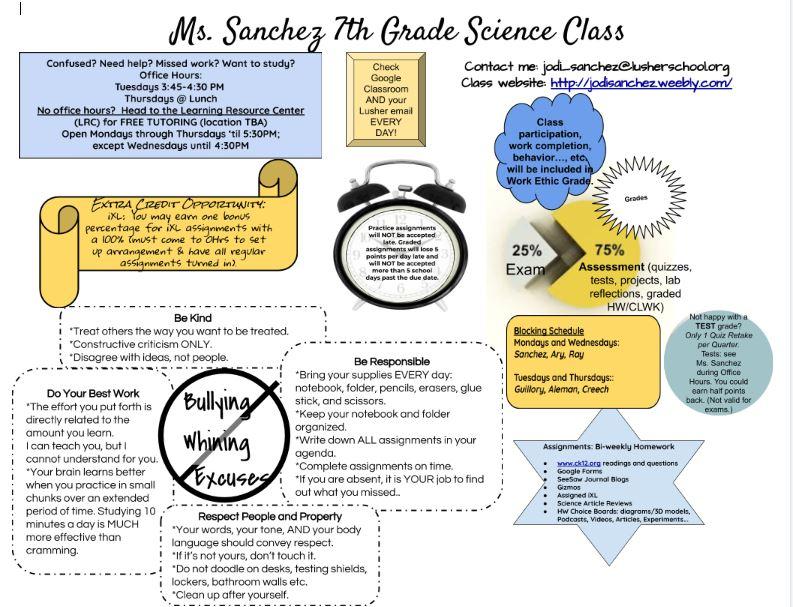 Ms. Sanchez 7th Grade Science Class
Confused? Need help? Missed work? Want to study?
Office Hours:
Tuesdays 3:45-4:30 PM
Thursdays @ Lunch
No office hours? Head to the Learning Resource Center
(LRC) for FREE TUTORING (location TBA)
Open Mondays through Thursdays 'til 5:30PM;
except Wednesdays until 4:30PM
Check
Google
Classroom
AND your
Lusher email
EVERY
DAY!
Contact me: jodi_sanchez@lusherschool.org
Class website: http://jodisanchez.weebly.com/
Class
participation,
work completion,
behavior..., etc,
will be included in
Work Ethic Grade.
Grades
EXTRA CREDIT OPPORTUNITY:
iXL: You may earn one bonus
percentage for iXL assignments with
a 100% (must come to OHrs to set
up arrangement & have all regular
assignments turned in).
Practice assignments
will NOT be accepted
late. Graded
assignments will lose 5
points per day late and
will NOT be accepted
more than 5 school
days past the due date.
25%
Exam
75%
Assessment (quizzes,
tests, projects, lab
reflections, graded
HW/CLWK)
Be Kind
*Treat others the way you want to be treated.
*Constructive criticism ONLY.
*Disagree with ideas, not people.
Be Responsible
*Bring your supplies EVERY day:
notebook, folder, pencils, erasers, glue
stick, and scissors.
*Keep your notebook and folder
organized.
*Write down ALL assignments in your
agenda.
*Complete assignments on time.
*If you are absent, it is YOUR job to find
out what you missed..
Blocking Schedule
Mondays and Wednesdays:
Sanchez, Ary, Ray
Tuesdays and Thursdays::
Guillory, Aleman, Creech
Not happy with a
TEST grade?
Only 1 Quiz Retake
per Quarter.
Tests: see
Ms. Sanchez
during Office
Hours. You could
earn half points
back. (Not valid for
exams.)
Do Your Best Work
*The effort you put forth is
directly related to the
amount you learn.
I can teach you, but I
cannot understand for you.
*Your brain learns better
when you practice in small
chunks over an extended
period of time. Studying 10
minutes a day is MUCH
more effective than
cramming.
Bullying
Whining
Excuses
Assignments: Bi-weekly Homework
● www.ck12.org readings and questions
● Google Forms
● SeeSaw Journal Blogs
● Gizmos
● Assigned iXL
● Science Article Reviews
● HW Choice Boards: diagrams/3D models,
Podcasts, Videos, Articles, Experiments...
Respect People and Property
*Your words, your tone, AND your body
language should convey respect.
*If it's not yours, don't touch it.
*Do not doodle on desks, testing shields,
lockers, bathroom walls etc.
*Clean up after yourself.